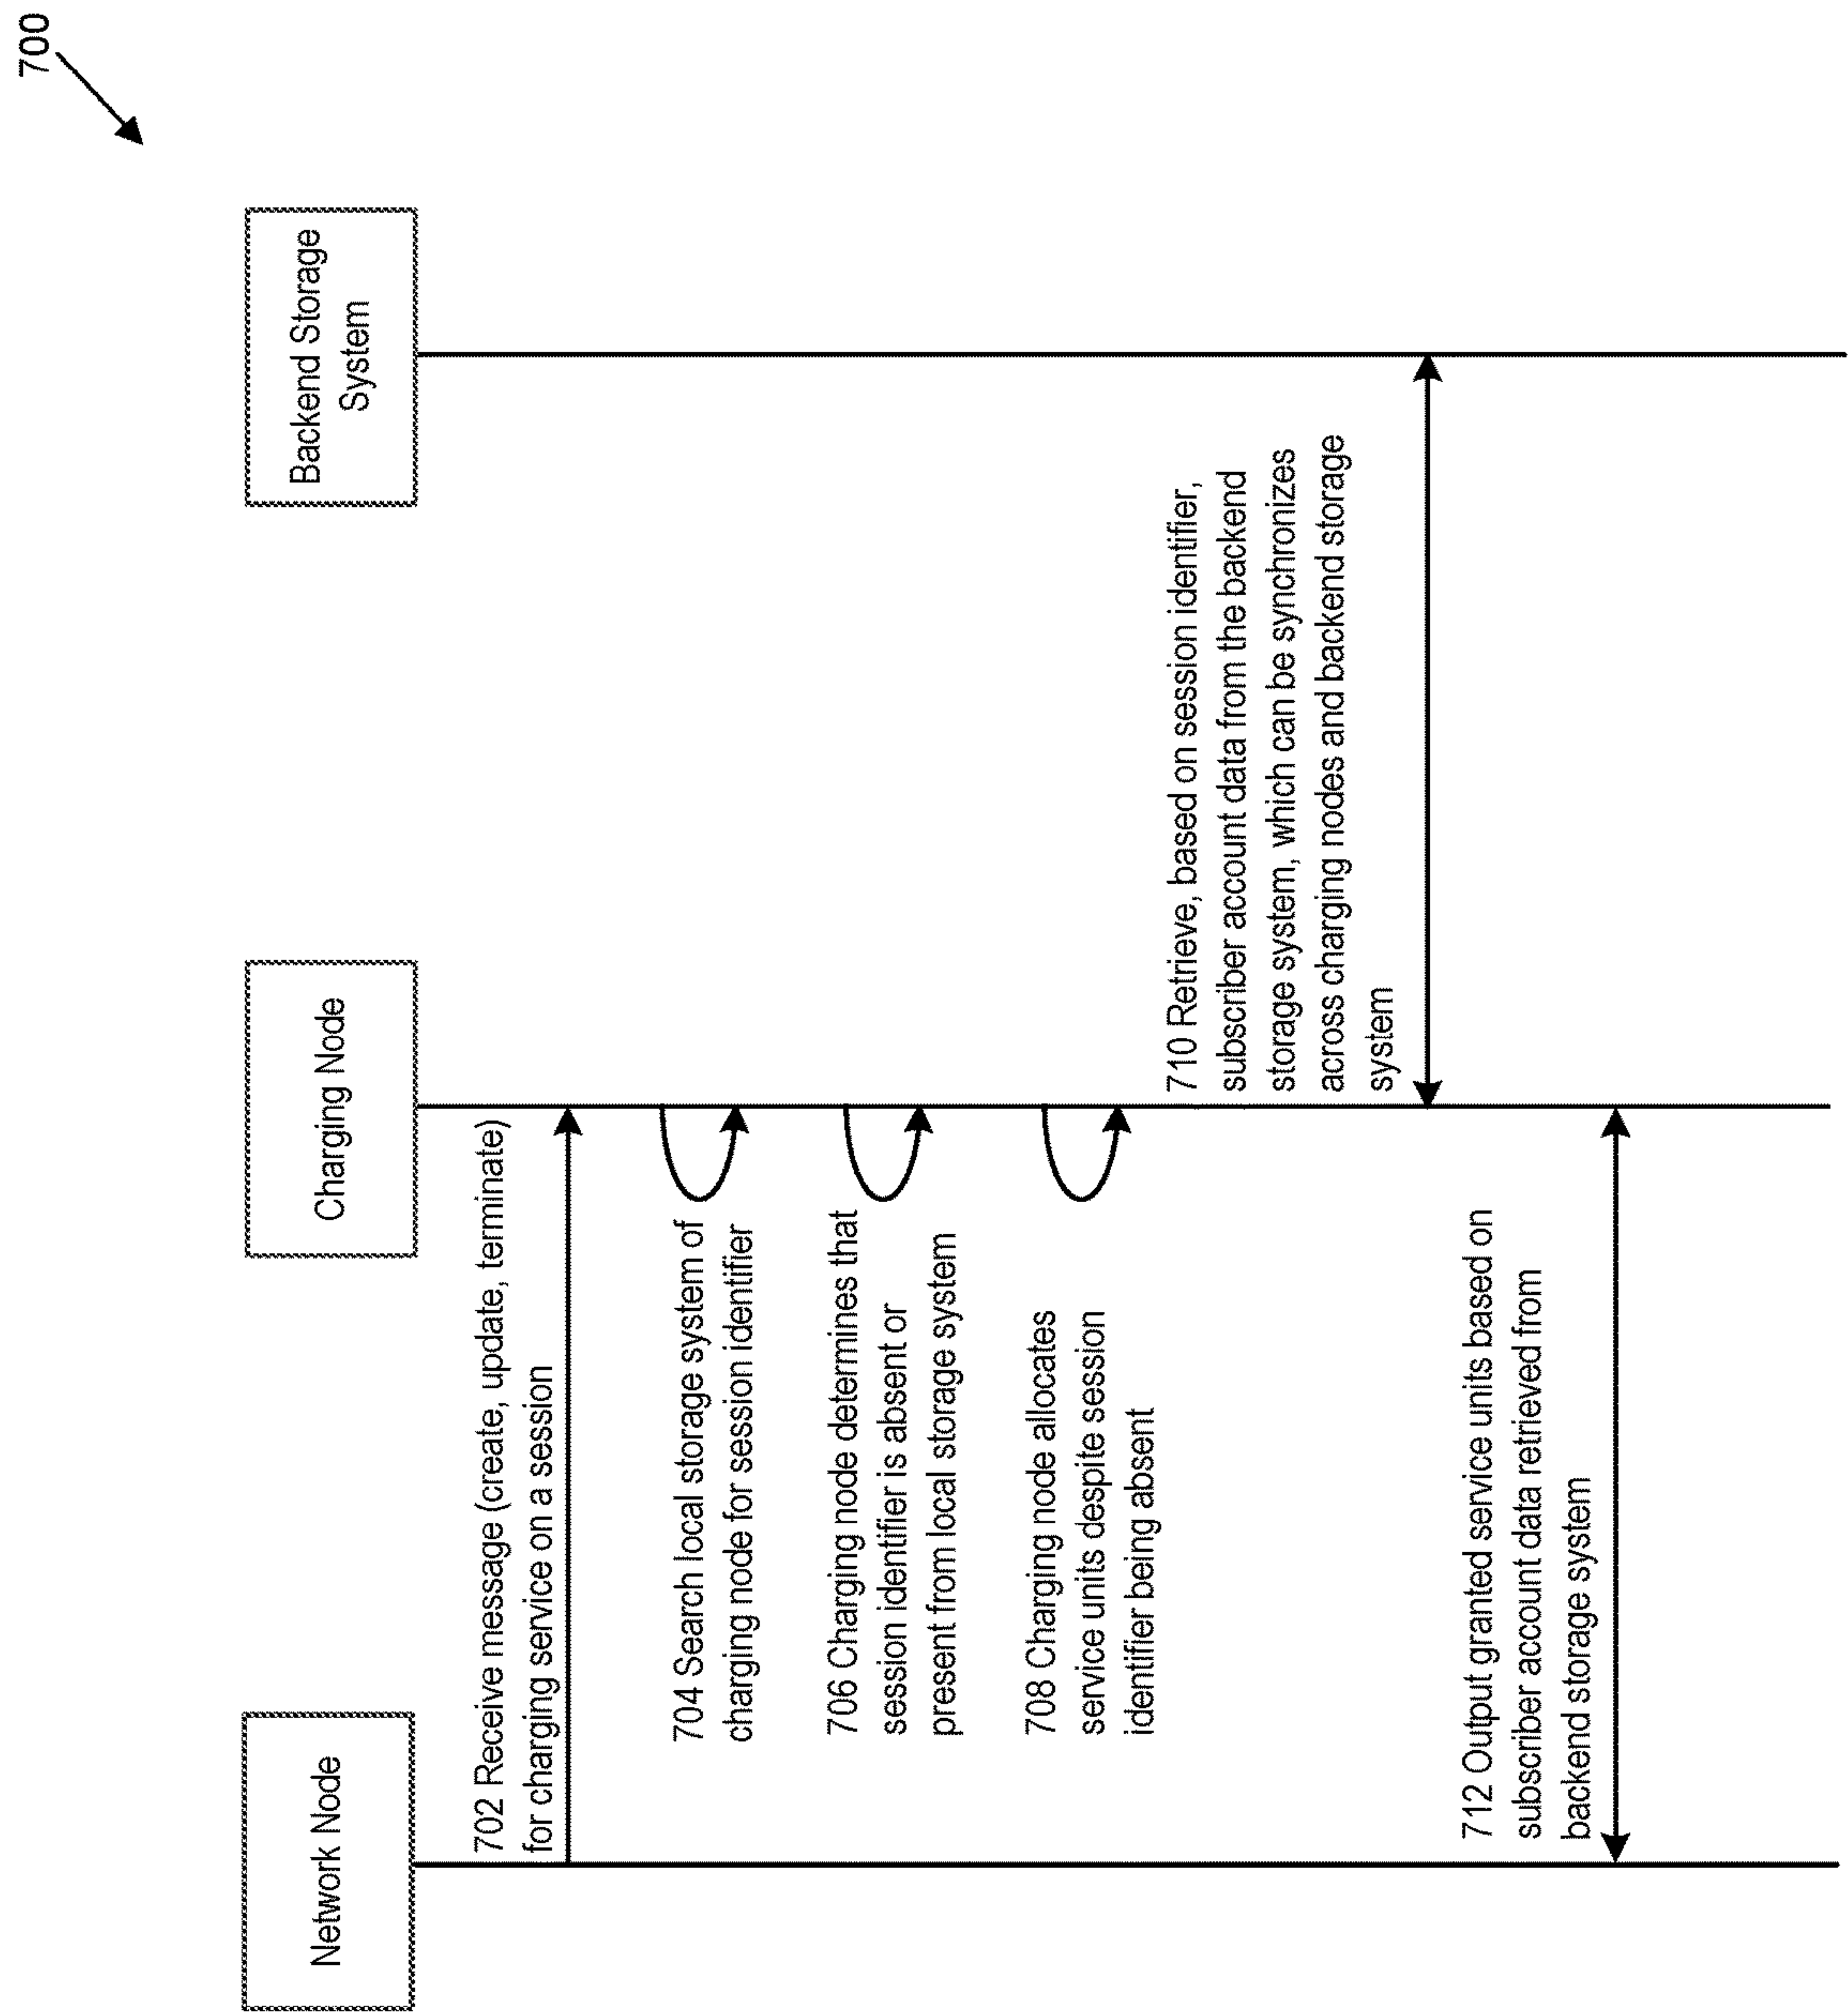 700
Network Node
Charging Node
Backend Storage
System
702 Receive message (create, update, terminate)
for charging service on a session
704 Search local storage system of
charging node for session identifier
706 Charging node determines that
session identifier is absent or
present from local storage system
708 Charging node allocates
service units despite session
identifier being absent
710 Retrieve, based on session identifier,
subscriber account data from the backend
storage system, which can be synchronizes
across charging nodes and backend storage
system
712 Output granted service units based on
subscriber account data retrieved from
backend storage system